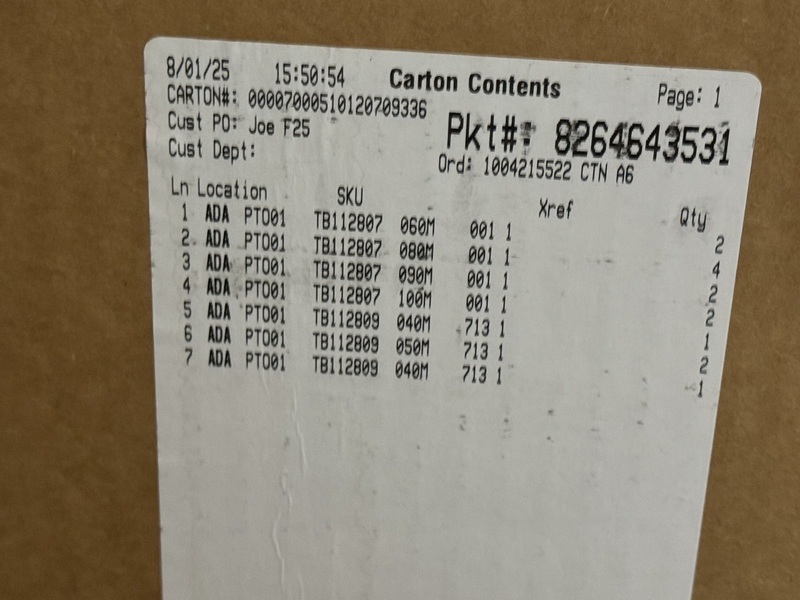 8/01/25 15:50:54 Carton Contents Page: 1
CARTON#: 00007000510120709336
Cust PO: Joe F25 Pkt#: 8264643531
Cust Dept: Ord: 1004215522 CTN A6
Ln Location SKU Xref Qty
1 ADA PTO01 TB112807 060M 001 1 2
2 ADA PTO01 TB112807 080M 001 1 4
3 ADA PTO01 TB112807 090M 001 1 2
4 ADA PTO01 TB112807 100M 001 1 2
5 ADA PTO01 TB112809 040M 713 1 1
6 ADA PTO01 TB112809 050M 713 1 2
7 ADA PTO01 TB112809 040M 713 1 1